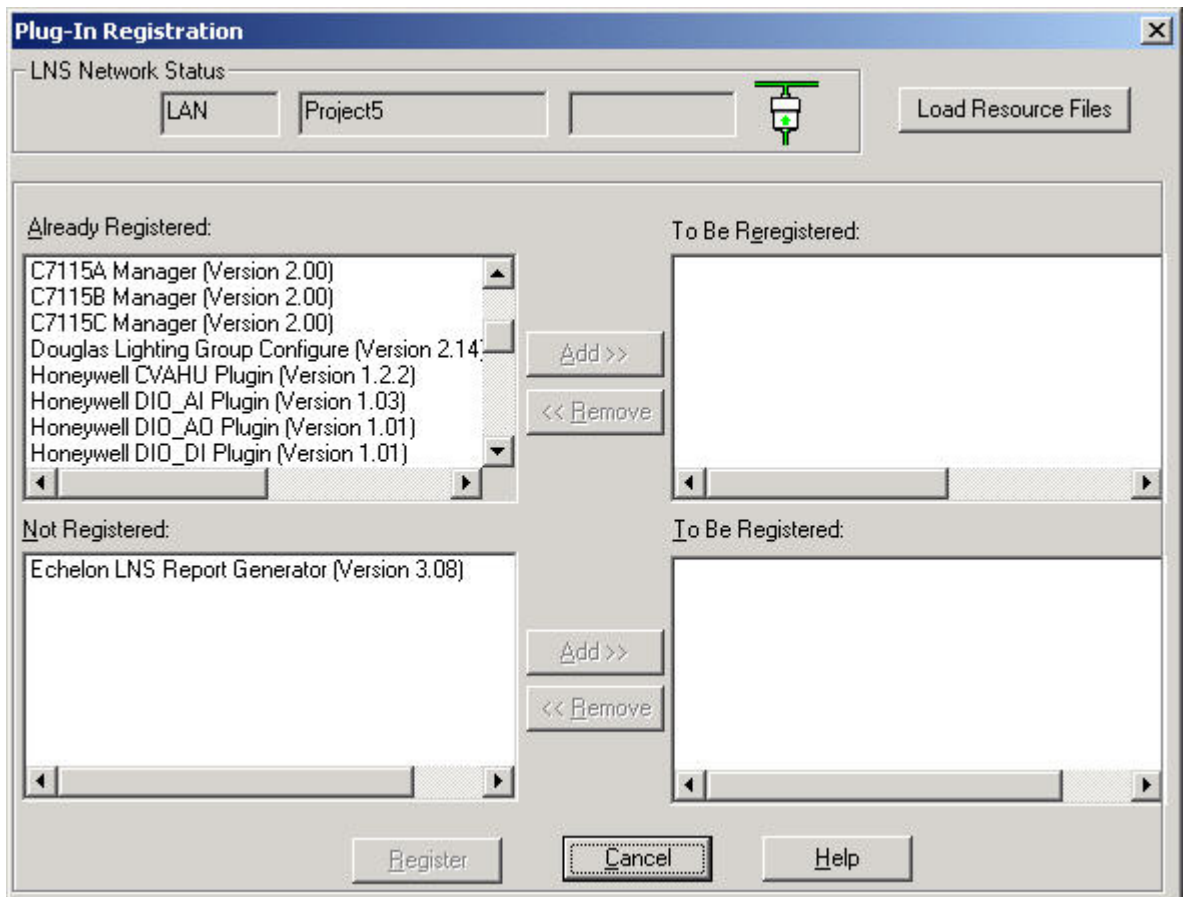 Plug-In Registration
LNS Network Status
LAN
Project5
Load Resource Files
Already Registered:
C7115A Manager (Version 2.00)
C7115B Manager (Version 2.00)
C7115C Manager (Version 2.00)
Douglas Lighting Group Configure (Version 2.14)
Honeywell CVAHU Plugin (Version 1.2.2)
Honeywell DIO_AI Plugin (Version 1.03)
Honeywell DIO_AO Plugin (Version 1.01)
Honeywell DIO_DI Plugin (Version 1.01)
Add >>
<< Remove
To Be Reregistered:
Not Registered:
Echelon LNS Report Generator (Version 3.08)
Add >>
<< Remove
To Be Registered:
Register
Cancel
Help